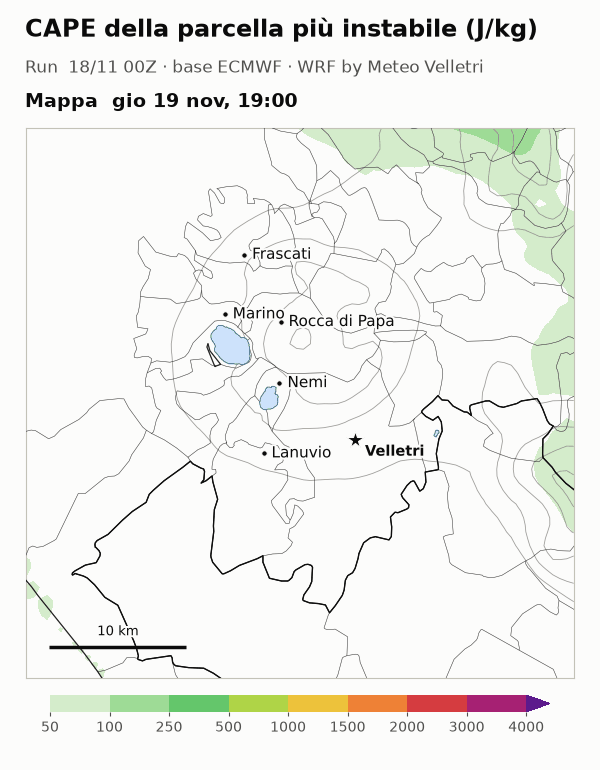 CAPE della parcella più instabile (J/kg)
Run  18/11 00Z · base ECMWF · WRF by Meteo Velletri
Mappa  gio 19 nov, 19:00
Frascati
Marino
Rocca di Papa
Nemi
Velletri
Lanuvio
10 km
50 100 250 500 1000 1500 2000 3000 4000